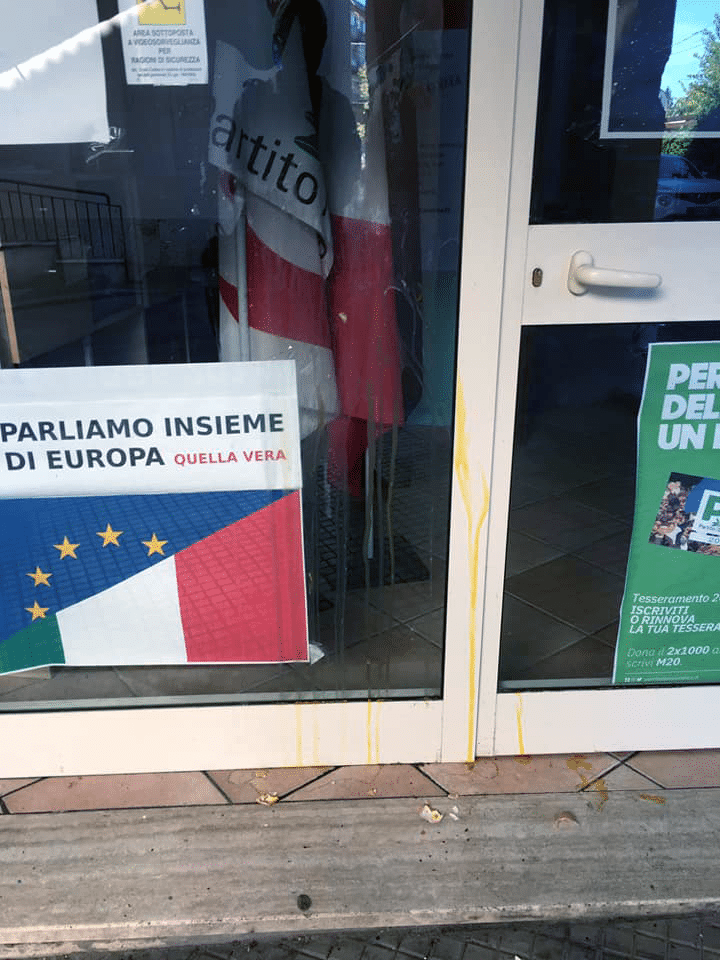 AREA SOTTOPOSTA
A VIDEOSORVEGLIANZA
PER
RAGIONI DI SICUREZZA
artito
PARLIAMO INSIEME
DI EUROPA QUELLA VERA
PER
DEL
UN
Tesseramento 20
ISCRIVITI
O RINNOVA
LA TUA TESSERA
Dona il 2x1000 a
scrivi M20.